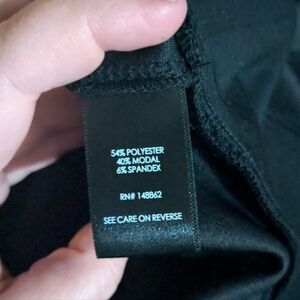 54% POLYESTER
40% MODAL
6% SPANDEX
RN# 148862
SEE CARE ON REVERSE